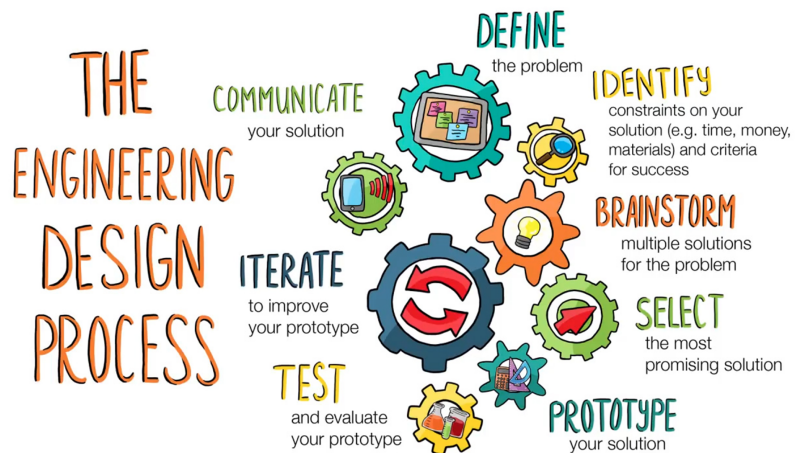 THE
ENGINEERING
DESIGN
PROCESS
DEFINE
the problem
IDENTIFY
constraints on your
solution (e.g. time, money,
materials) and criteria
for success
BRAINSTORM
multiple solutions
for the problem
SELECT
the most
promising solution
PROTOTYPE
your solution
TEST
and evaluate
your prototype
ITERATE
to improve
your prototype
COMMUNICATE
your solution